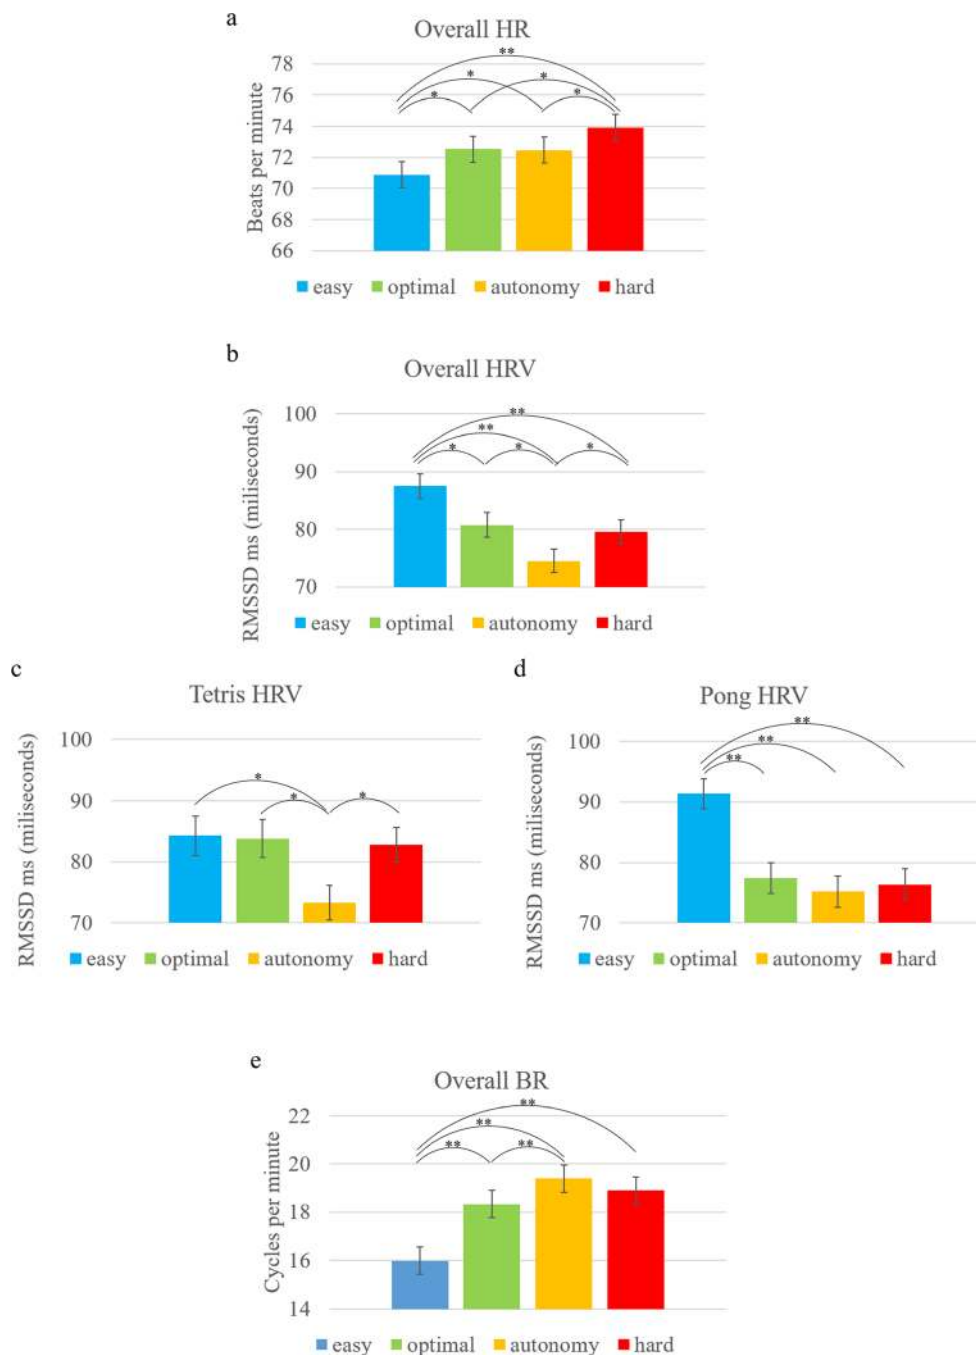 a
Overall HR
Beats per minute
78
76
74
72
70
68
66
**
*
*
*
*
easy optimal autonomy hard
b
Overall HRV
RMSSD ms (miliseconds)
100
90
80
70
**
**
*
*
*
easy optimal autonomy hard
c
Tetris HRV
RMSSD ms (miliseconds)
100
90
80
70
*
*
*
easy optimal autonomy hard
d
Pong HRV
RMSSD ms (miliseconds)
100
90
80
70
**
**
**
easy optimal autonomy hard
e
Overall BR
Cycles per minute
22
20
18
16
14
**
**
**
**
easy optimal autonomy hard